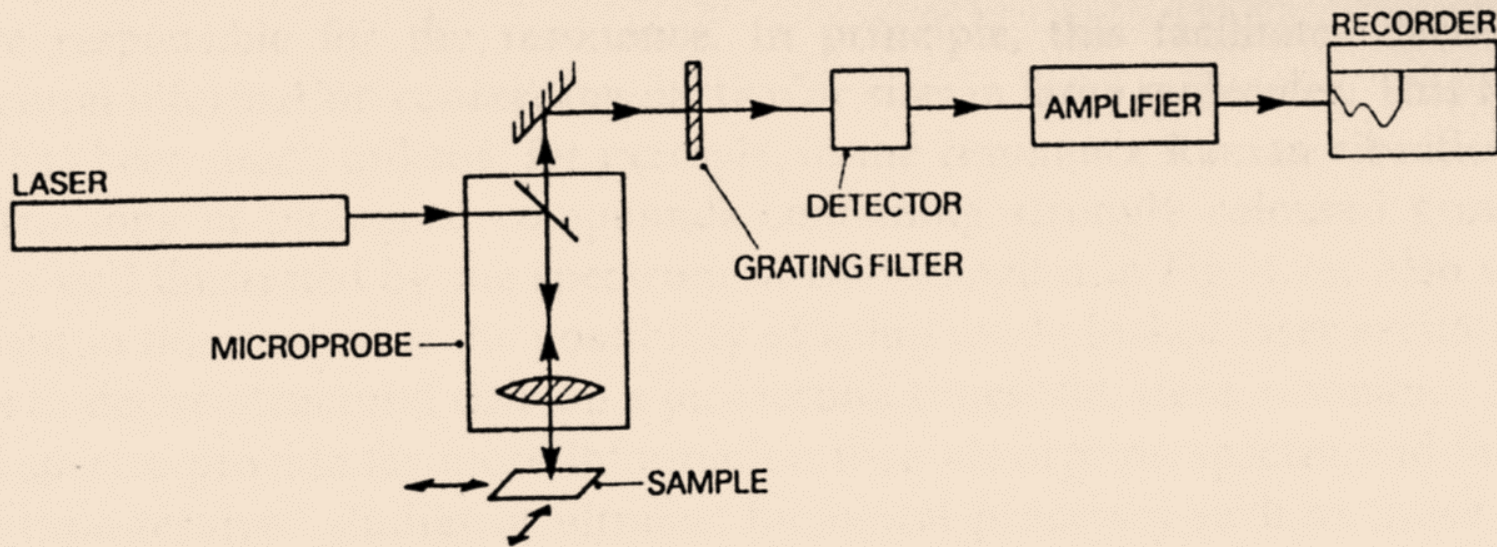 RECORDER
AMPLIFIER
LASER
DETECTOR
GRATING FILTER
MICROPROBE
SAMPLE